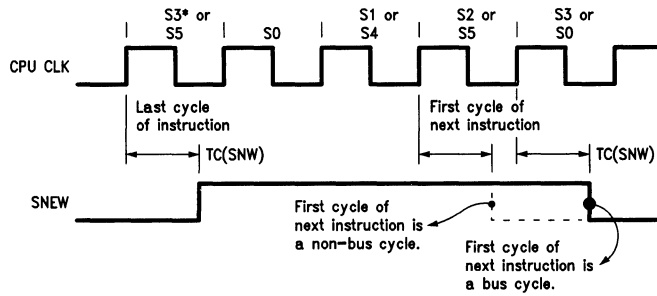 S3* or
S5
S0
S1 or
S4
S2 or
S5
S3 or
S0
CPU CLK
Last cycle
of instruction
First cycle of
next instruction
TC(SNW)
TC(SNW)
SNEW
First cycle of
next instruction is
a non-bus cycle.
First cycle of
next instruction is
a bus cycle.